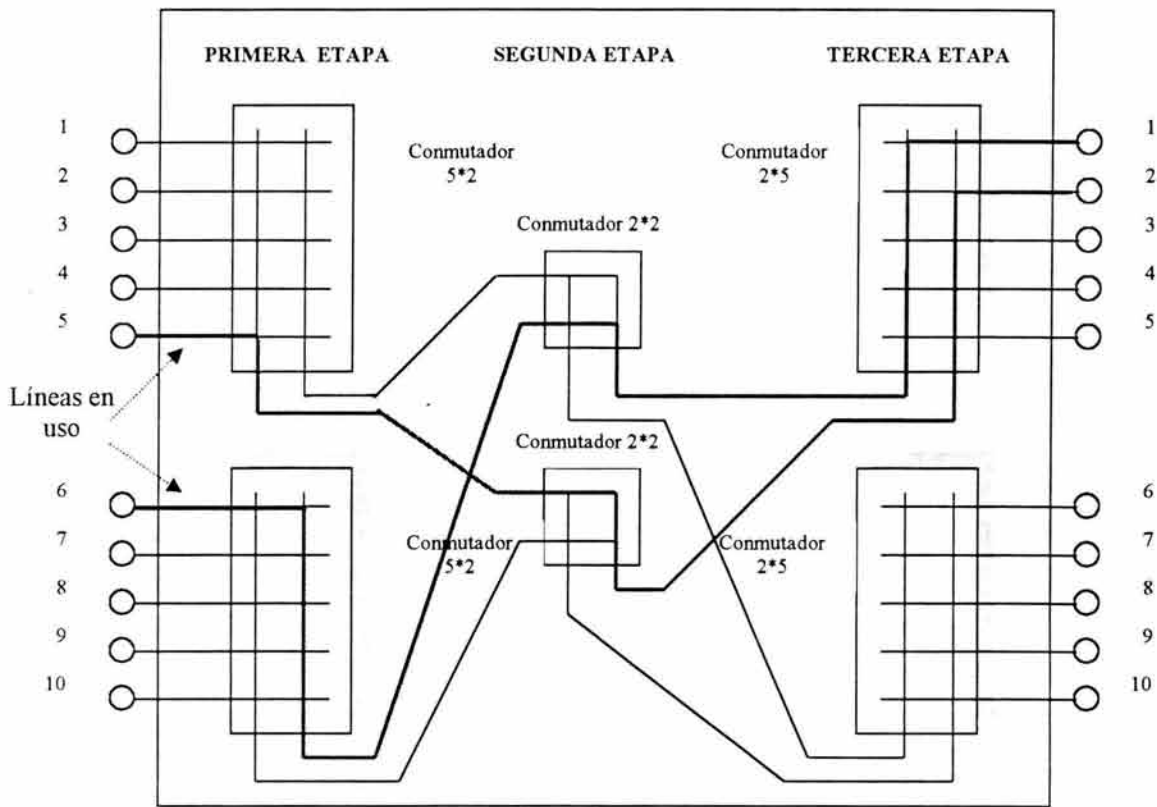 PRIMERA ETAPA
SEGUNDA ETAPA
TERCERA ETAPA
1
2
3
4
5
Conmutador
5*2
Conmutador
2*5
Conmutador 2*2
1
2
3
4
5
Líneas en
uso
Conmutador 2*2
6
7
8
9
10
Conmutador
5*2
Conmutador
2*5
6
7
8
9
10